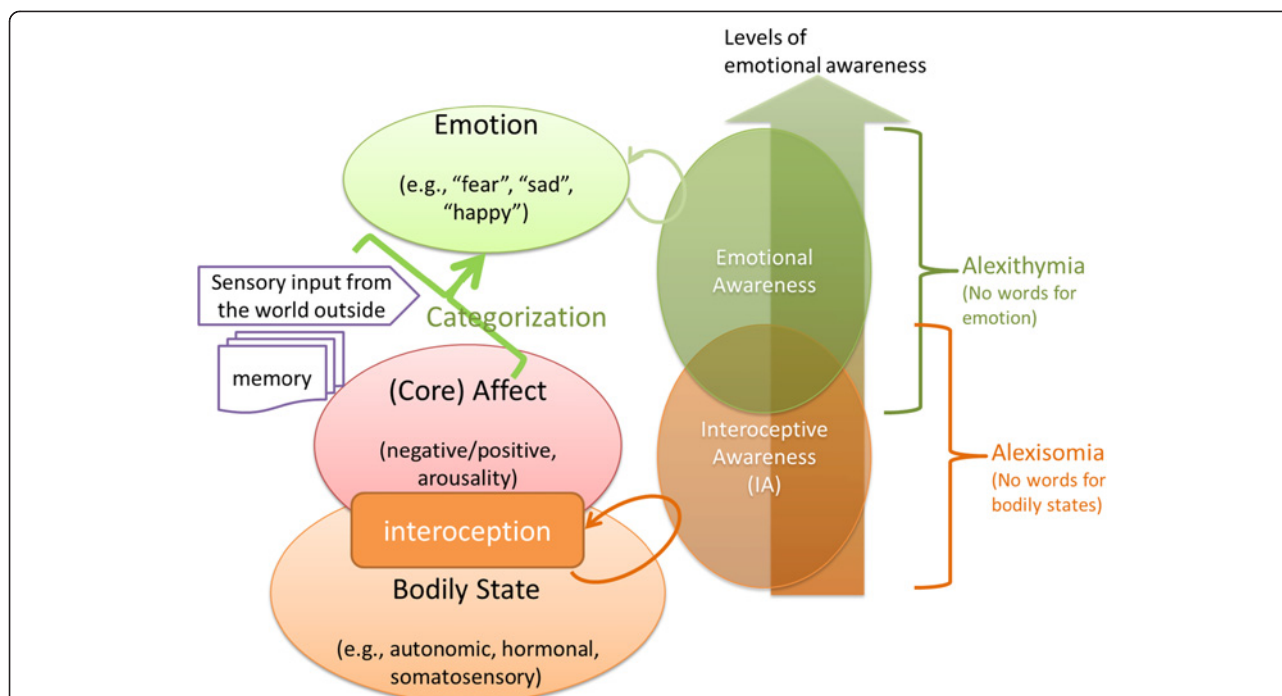 Levels of
emotional awareness
Emotion
(e.g., “fear”, “sad”,
“happy”)
Sensory input from
the world outside
Categorization
memory
(Core) Affect
(negative/positive,
arousality)
interoception
Bodily State
(e.g., autonomic, hormonal,
somatosensory)
Emotional
Awareness
Interoceptive
Awareness
(IA)
Alexithymia
(No words for
emotion)
Alexisomia
(No words for
bodily states)